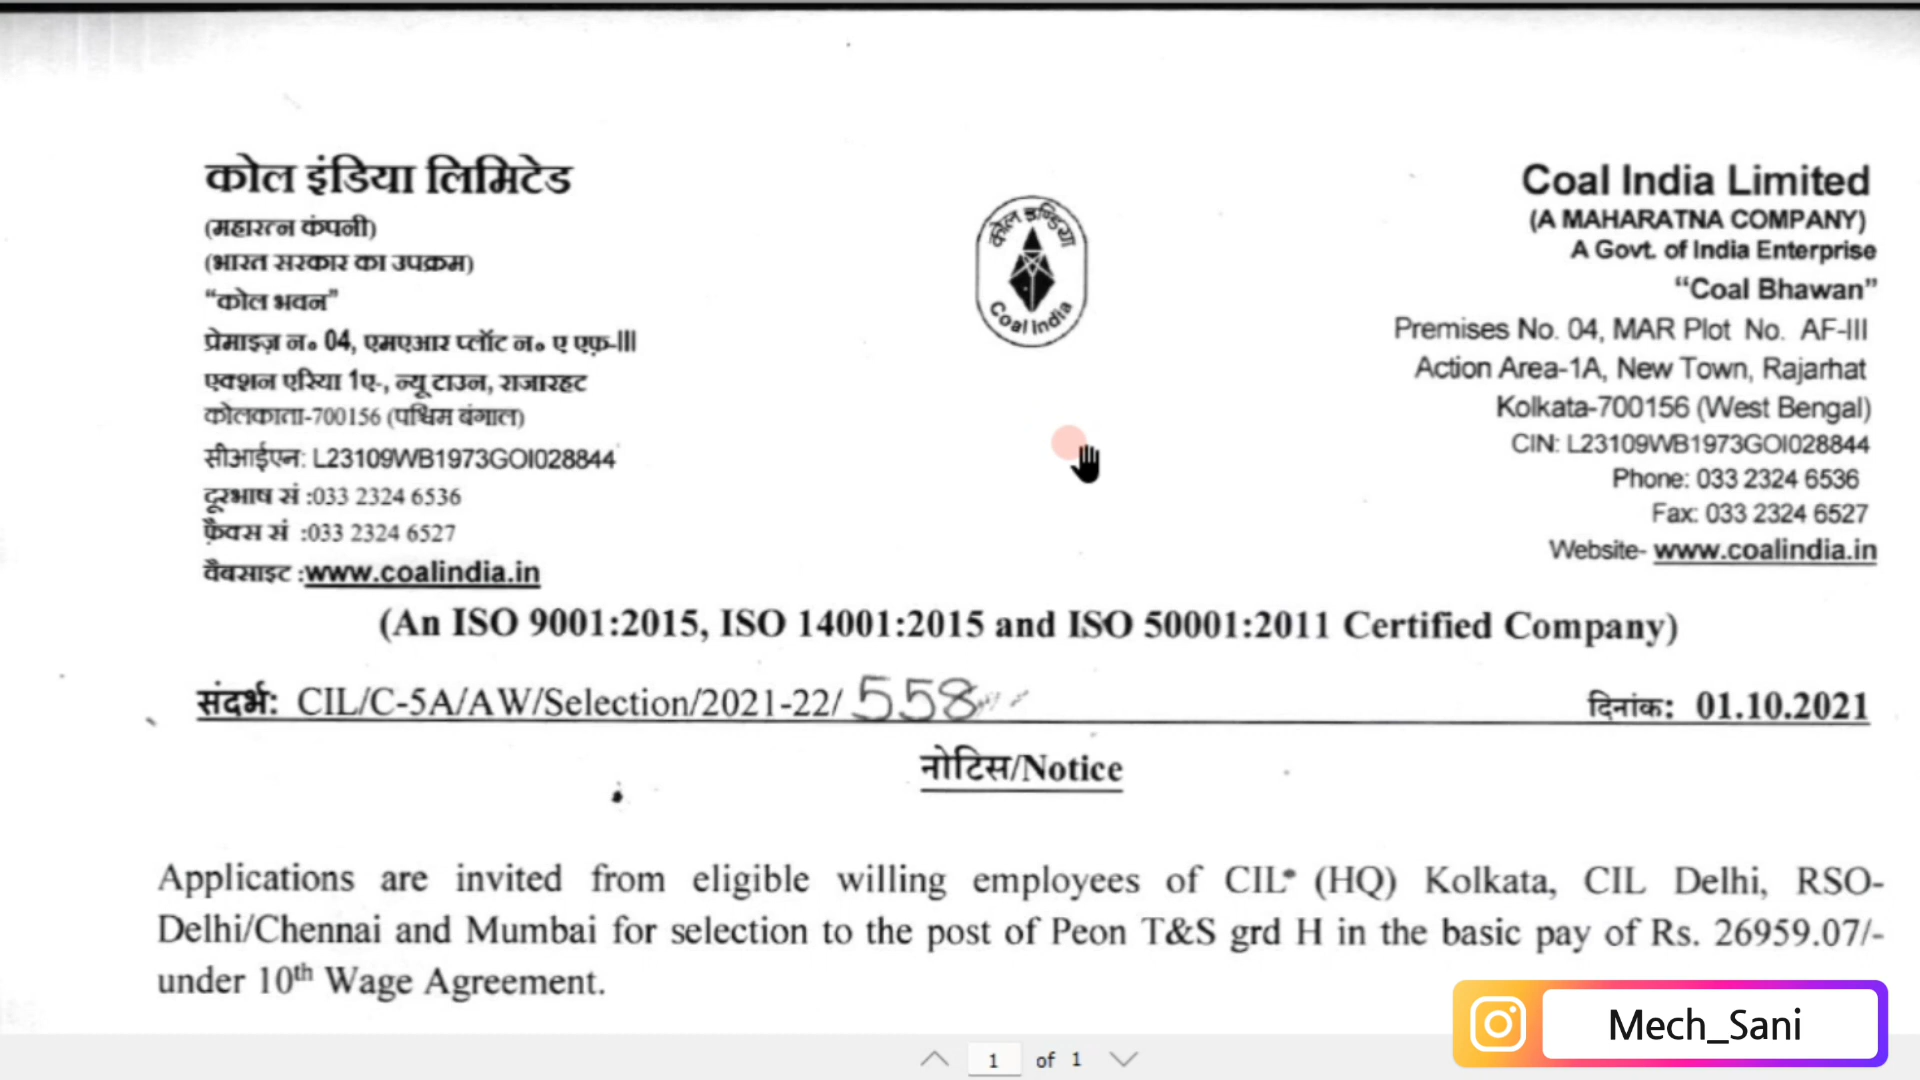 कोल इंडिया लिमिटेड
(महारत्न कंपनी)
(भारत सरकार का उपक्रम)
“कोल भवन”
प्रेमाइज़ न० 04, एमएआर प्लॉट न० ए एफ़-III
एक्शन एरिया 1ए-, न्यू टाउन, राजारहट
कोलकाता-700156 (पश्चिम बंगाल)
सीआईएन: L23109WB1973GOI028844
दूरभाष सं :033 2324 6536
फ़ैक्स सं :033 2324 6527
वैबसाइट :www.coalindia.in
कोल इण्डिया
Coal India
Coal India Limited
(A MAHARATNA COMPANY)
A Govt. of India Enterprise
“Coal Bhawan”
Premises No. 04, MAR Plot No. AF-III
Action Area-1A, New Town, Rajarhat
Kolkata-700156 (West Bengal)
CIN: L23109WB1973GOI028844
Phone: 033 2324 6536
Fax: 033 2324 6527
Website- www.coalindia.in
(An ISO 9001:2015, ISO 14001:2015 and ISO 50001:2011 Certified Company)
संदर्भ: CIL/C-5A/AW/Selection/2021-22/ 558 दिनांक: 01.10.2021
नोटिस/Notice
Applications are invited from eligible willing employees of CIL (HQ) Kolkata, CIL Delhi, RSO-
Delhi/Chennai and Mumbai for selection to the post of Peon T&S grd H in the basic pay of Rs. 26959.07/-
under 10th Wage Agreement.
Mech_Sani
1 of 1